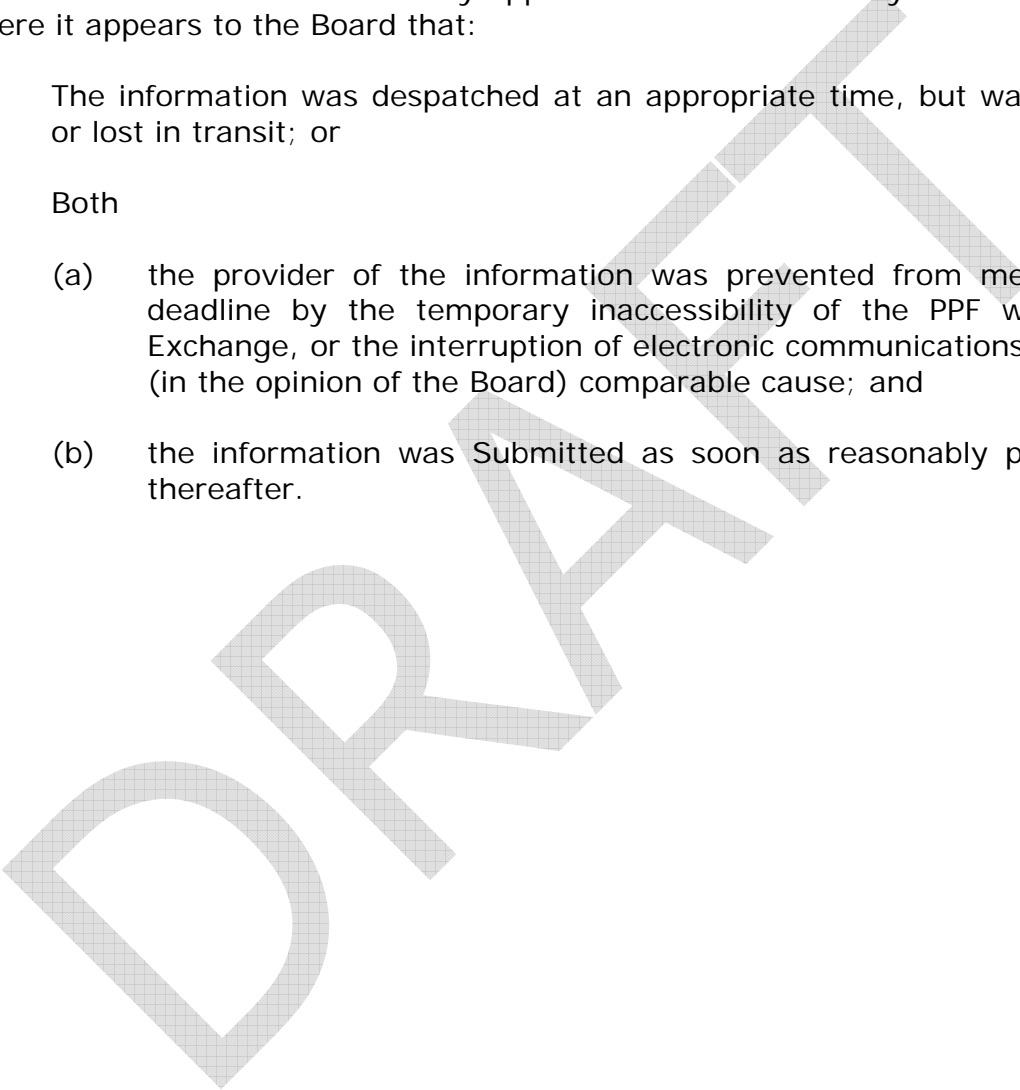 ere it appears to the Board that:
The information was despatched at an appropriate time, but wa
or lost in transit; or
Both
(a) the provider of the information was prevented from me
deadline by the temporary inaccessibility of the PPF w
Exchange, or the interruption of electronic communications
(in the opinion of the Board) comparable cause; and
(b) the information was Submitted as soon as reasonably p
thereafter.
DRAFT